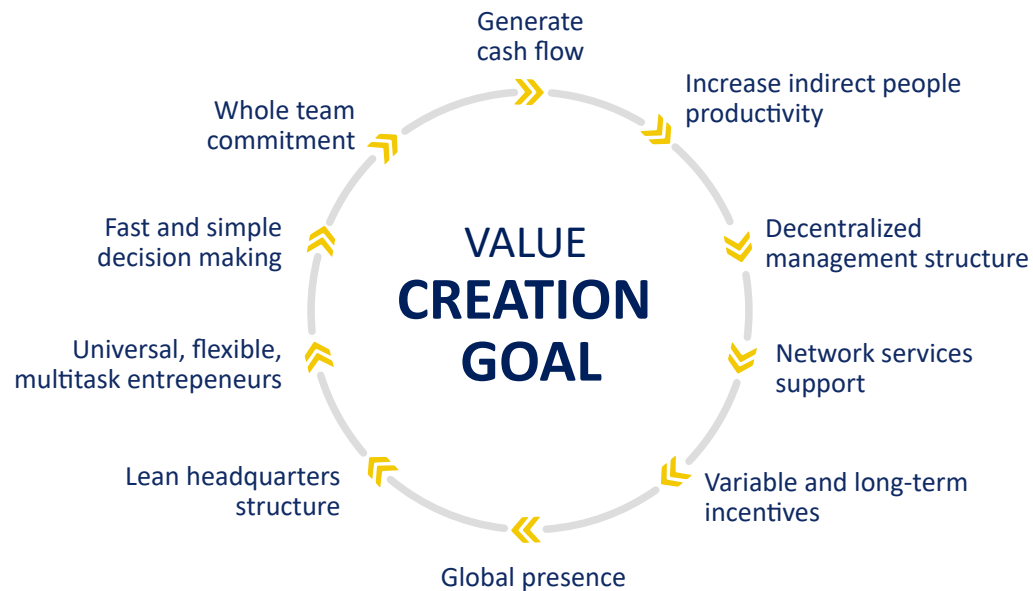 Generate
cash flow
Increase indirect people
productivity
Decentralized
management structure
Network services
support
Variable and long-term
incentives
Global presence
Lean headquarters
structure
Universal, flexible,
multitask entrepeneurs
Fast and simple
decision making
Whole team
commitment
VALUE
CREATION
GOAL